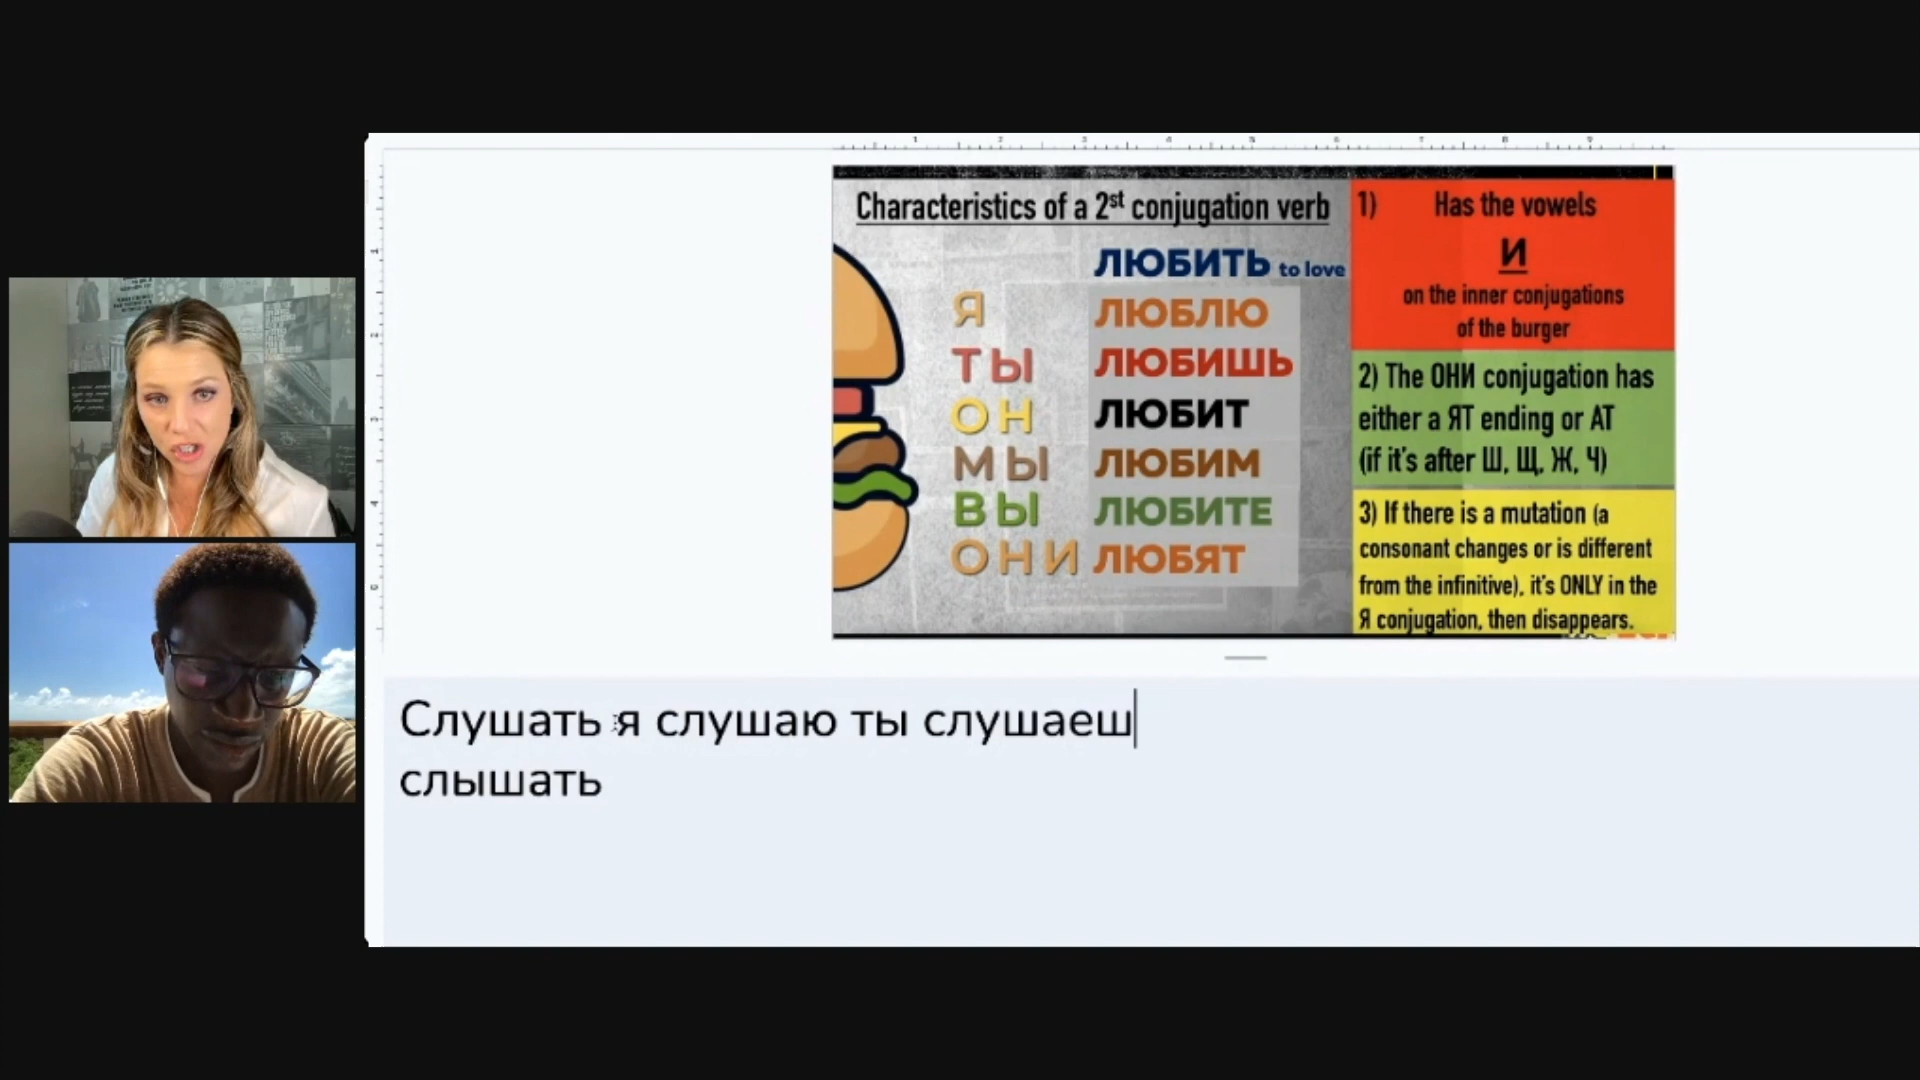 Characteristics of a 2st conjugation verb
ЛЮБИТЬ to love
Я ЛЮБЛЮ
ТЫ ЛЮБИШЬ
ОН ЛЮБИТ
МЫ ЛЮБИМ
ВЫ ЛЮБИТЕ
ОНИ ЛЮБЯТ
1) Has the vowels
И
on the inner conjugations
of the burger
2) The ОНИ conjugation has
either a ЯТ ending or АТ
(if it's after Ш, Щ, Ж, Ч)
3) If there is a mutation (a
consonant changes or is different
from the infinitive), it's ONLY in the
Я conjugation, then disappears.
Слушать я слушаю ты слушаеш
слышать